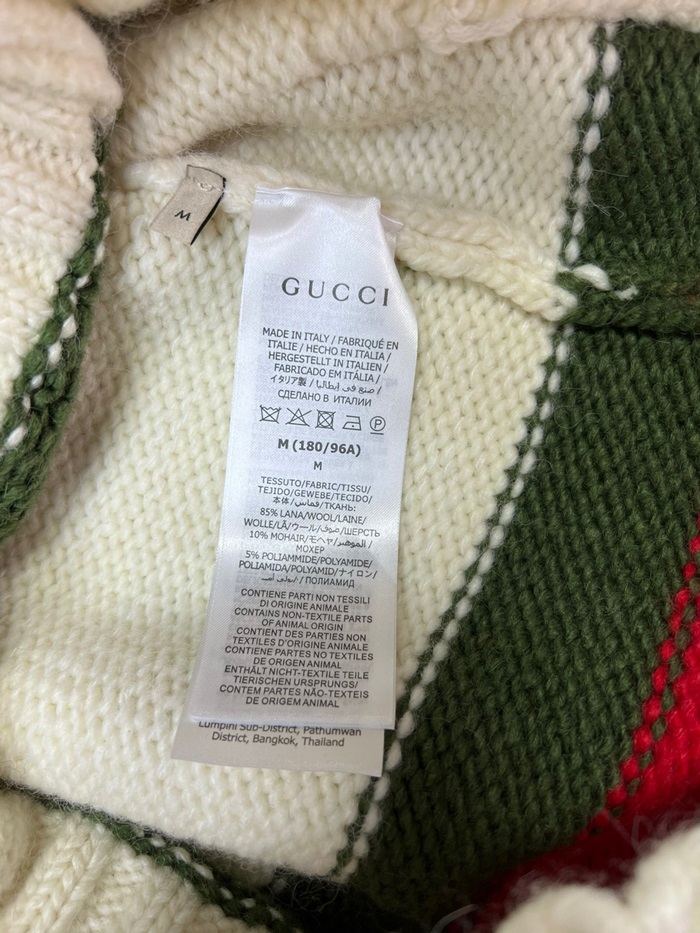 M
GUCCI
MADE IN ITALY / FABRIQUÉ EN
ITALIE / HECHO EN ITALIA /
HERGESTELLT IN ITALIEN /
FABRICADO EM ITÁLIA /
イタリア製 / صنع في إيطاليا /
СДЕЛАНО В ИТАЛИИ
P
M (180/96A)
M
TESSUTO/FABRIC/TISSU/
TEJIDO/GEWEBE/TECIDO/
本体/قماش/ТКАНЬ:
85% LANA/WOOL/LAINE/
WOLLE/LÃ/ウール/صوف/ШЕРСТЬ
10% MOHAIR/モヘヤ/الموهير/
МОХЕР
5% POLIAMMIDE/POLYAMIDE/
POLIAMIDA/POLYAMID/ナイロン/
/ПОЛИАМИД
CONTIENE PARTI NON TESSILI
DI ORIGINE ANIMALE
CONTAINS NON-TEXTILE PARTS
OF ANIMAL ORIGIN
CONTIENT DES PARTIES NON
TEXTILES D'ORIGINE ANIMALE
CONTIENE PARTES NO TEXTILES
DE ORIGEN ANIMAL
ENTHÄLT NICHT-TEXTILE TEILE
TIERISCHEN URSPRUNGS/
CONTEM PARTES NÃO-TEXTEIS
DE ORIGEM ANIMAL
Lumpini Sub-District, Pathumwan
District, Bangkok, Thailand